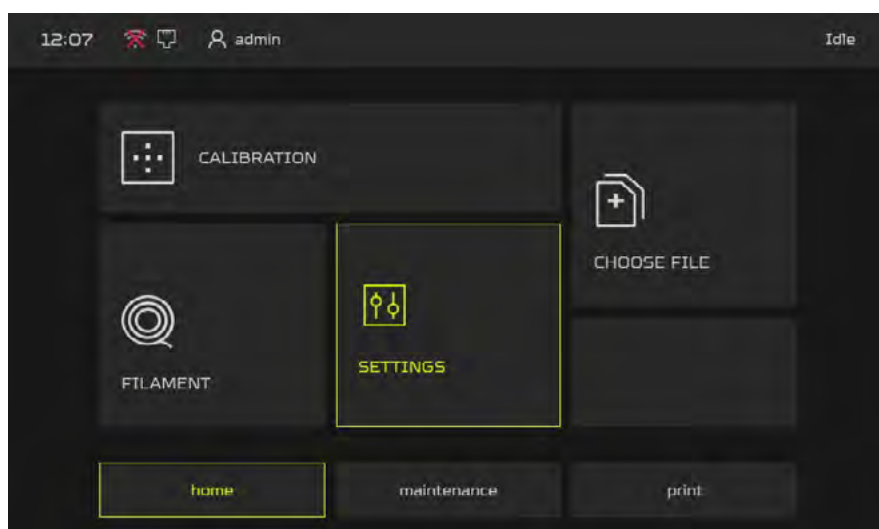 12:07 admin Idle
CALIBRATION
CHOOSE FILE
FILAMENT
SETTINGS
home maintenance print